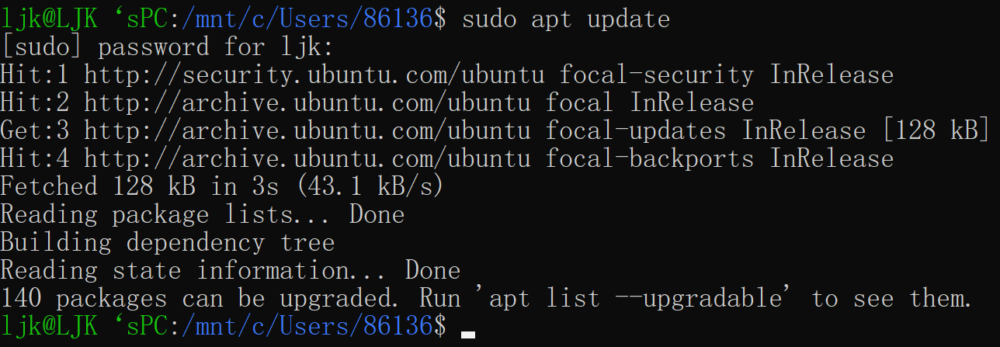 ljk@LJK ‘sPC:/mnt/c/Users/86136$ sudo apt update
[sudo] password for ljk:
Hit:1 http://security.ubuntu.com/ubuntu focal-security InRelease
Hit:2 http://archive.ubuntu.com/ubuntu focal InRelease
Get:3 http://archive.ubuntu.com/ubuntu focal-updates InRelease [128 kB]
Hit:4 http://archive.ubuntu.com/ubuntu focal-backports InRelease
Fetched 128 kB in 3s (43.1 kB/s)
Reading package lists... Done
Building dependency tree
Reading state information... Done
140 packages can be upgraded. Run 'apt list --upgradable' to see them.
ljk@LJK ‘sPC:/mnt/c/Users/86136$